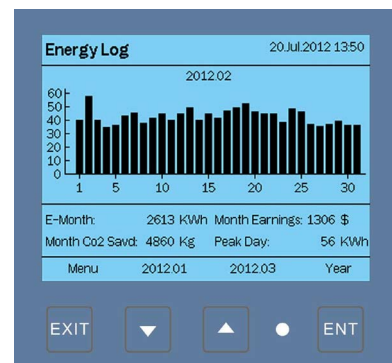 Energy Log 20.Jul.2012 13:50
2012.02
60
50
40
30
20
10
0
1 5 10 15 20 25 30
E-Month: 2613 KWh Month Earnings: 1306 $
Month Co2 Savd: 4860 Kg Peak Day: 56 KWh
Menu 2012.01 2012.03 Year
EXIT ENT